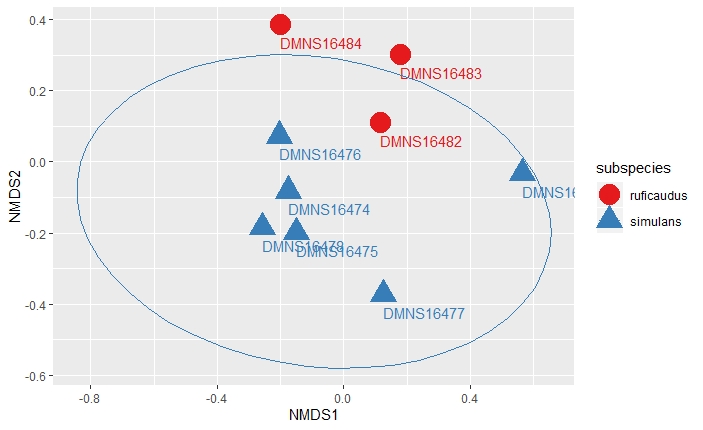 0.4
0.2
0.0
-0.2
-0.4
-0.6
NMDS2
DMNS16484
DMNS16483
DMNS16482
DMNS16476
DMNS16474
DMNS16475
DMNS16477
-0.8
-0.4
0.0
0.4
NMDS1
subspecies
ruficaudus
simulans